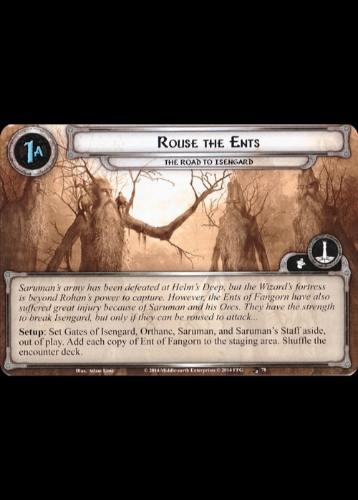 1A
ROUSE THE ENTS
THE ROAD TO ISENGARD
Saruman's army has been defeated at Helm's Deep, but the Wizard's fortress
is beyond Rohan's power to capture. However, the Ents of Fangorn have also
suffered great injury because of Saruman and his Orcs. They have the strength
to break Isengard, but only if they can be roused to attack...
Setup: Set Gates of Isengard, Orthanc, Saruman, and Saruman's Staff aside,
out of play. Add each copy of Ent of Fangorn to the staging area. Shuffle the
encounter deck.
Illus. Adam Lane © 2014 Middle-earth Enterprises © 2014 FFG 78